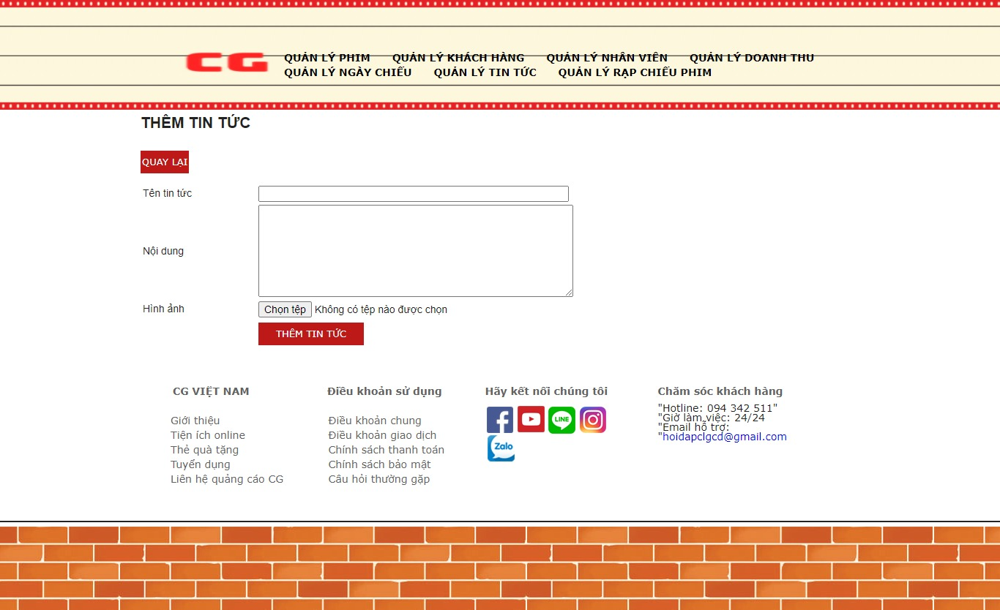 CG
QUẢN LÝ PHIM QUẢN LÝ KHÁCH HÀNG QUẢN LÝ NHÂN VIÊN QUẢN LÝ DOANH THU
QUẢN LÝ NGÀY CHIẾU QUẢN LÝ TIN TỨC QUẢN LÝ RẠP CHIẾU PHIM
THÊM TIN TỨC
QUAY LẠI
Tên tin tức
Nội dung
Hình ảnh
Chọn tệp Không có tệp nào được chọn
THÊM TIN TỨC
CG VIỆT NAM
Giới thiệu
Tiện ích online
Thẻ quà tặng
Tuyển dụng
Liên hệ quảng cáo CG
Điều khoản sử dụng
Điều khoản chung
Điều khoản giao dịch
Chính sách thanh toán
Chính sách bảo mật
Câu hỏi thường gặp
Hãy kết nối chúng tôi
LINE
Zalo
Chăm sóc khách hàng
"Hotline: 094 342 511"
"Giờ làm việc: 24/24
"Email hỗ trợ:
"hoidapclgcd@gmail.com